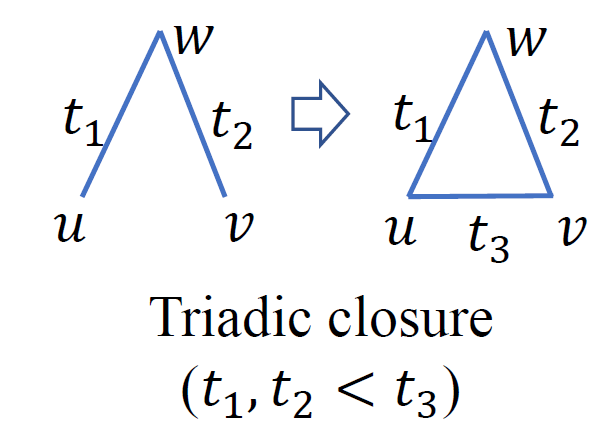 w w
t₁ t₂ t₁ t₂
u v u t₃ v
Triadic closure
(t₁, t₂ < t₃)